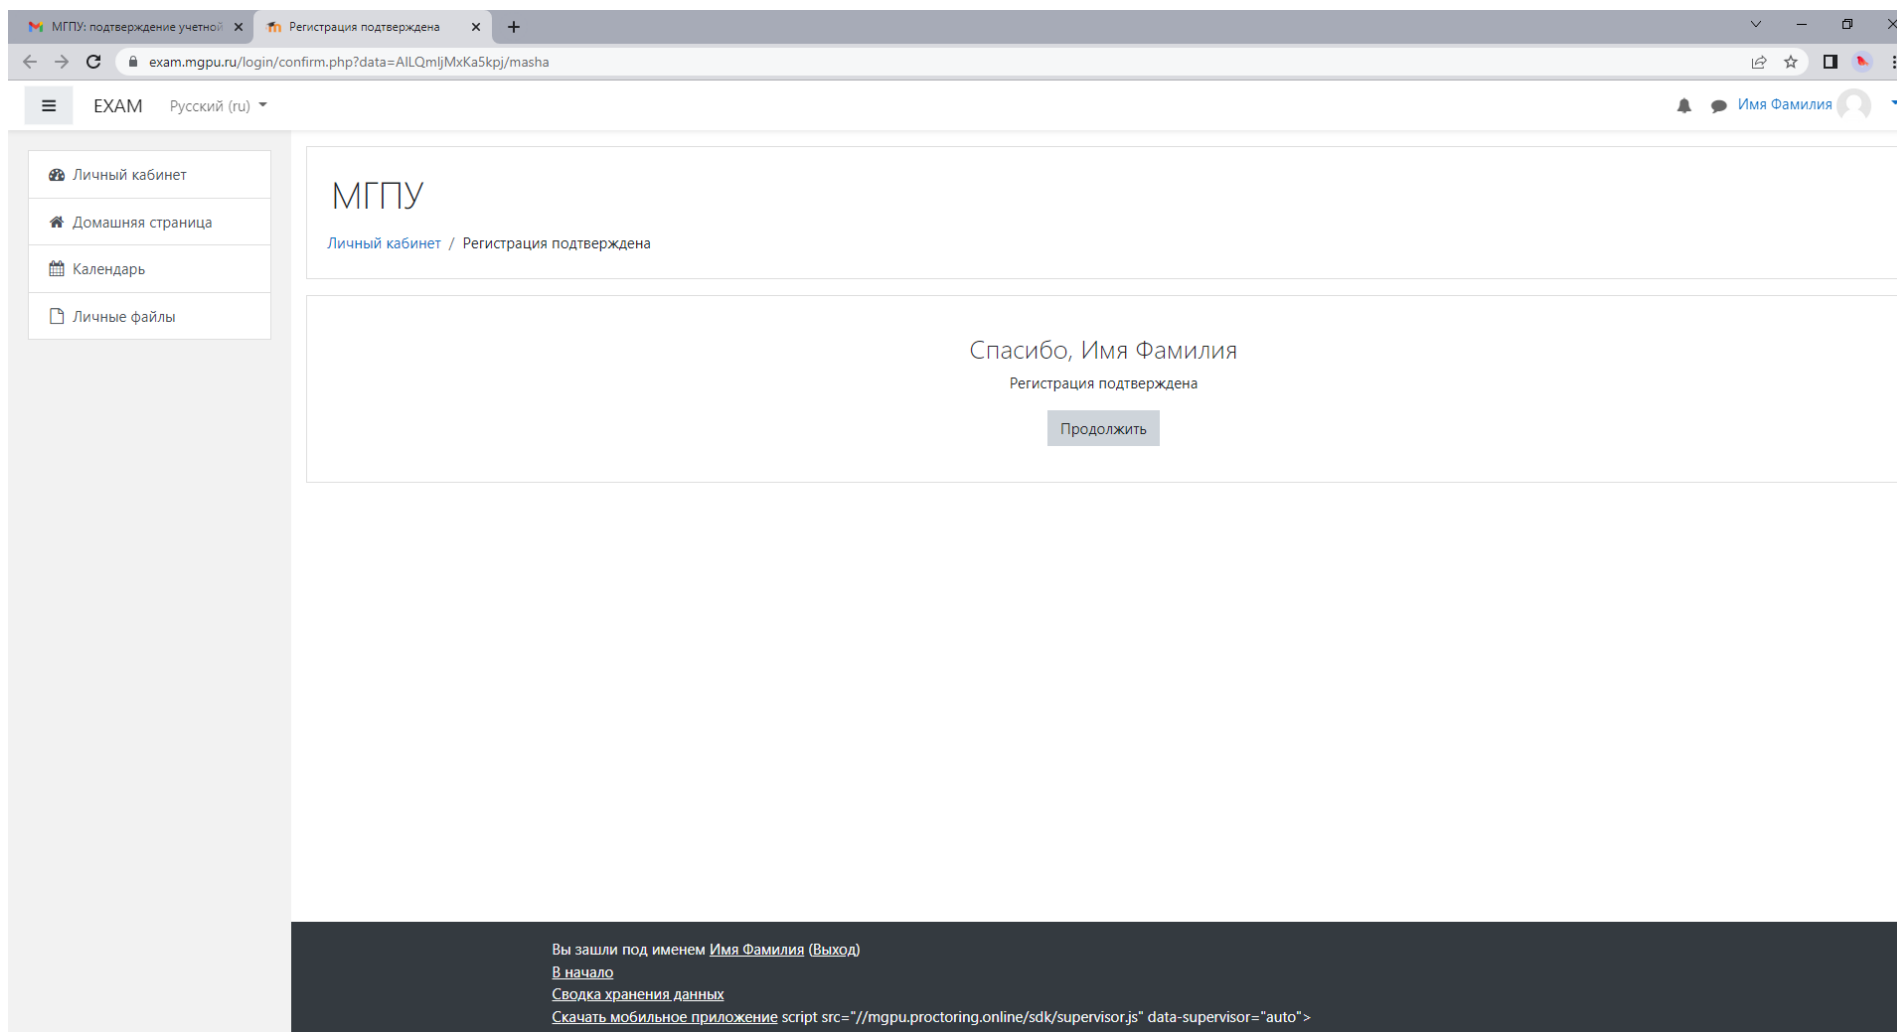 МГПУ: подтверждение учетной
Регистрация подтверждена
exam.mgpu.ru/login/confirm.php?data=AILQmljMxKa5kpj/masha
EXAM Русский (ru)
Имя Фамилия
Личный кабинет
Домашняя страница
Календарь
Личные файлы
МГПУ
Личный кабинет / Регистрация подтверждена
Спасибо, Имя Фамилия
Регистрация подтверждена
Продолжить
Вы зашли под именем Имя Фамилия (Выход)
В начало
Сводка хранения данных
Скачать мобильное приложение script src="//mgpu.proctoring.online/sdk/supervisor.js" data-supervisor="auto">